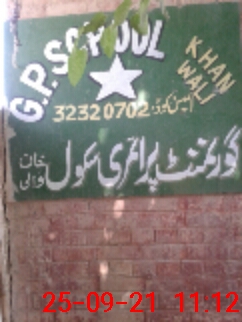 G.P.SCHOOL
KHAN WALI
ایمس کوڈ: 32320702
گورنمنٹ پرائمری سکول خان والی
25-09-21 11.12